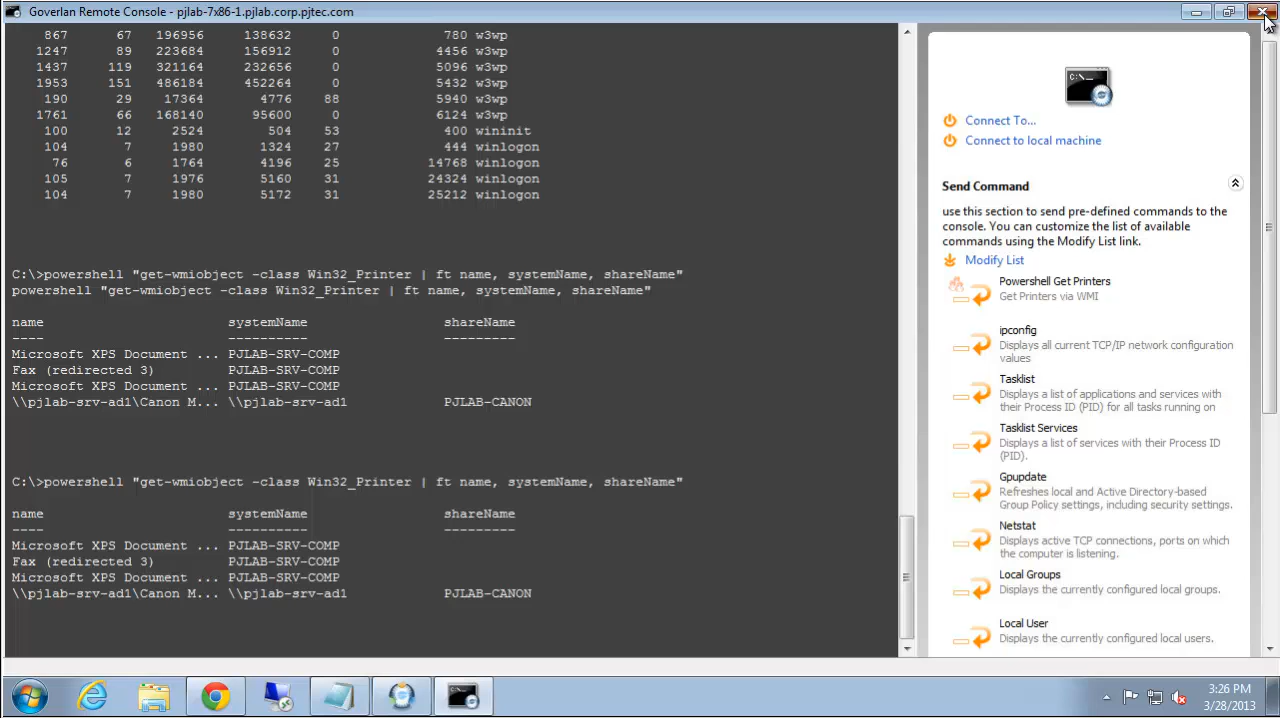 Goverlan Remote Console - pjlab-7x86-1.pjlab.corp.pjtec.com
867 67 196956 138632 0 780 w3wp
1247 89 223684 156912 0 4456 w3wp
1437 119 321164 232656 0 5096 w3wp
1953 151 486184 452264 0 5432 w3wp
190 29 17364 4776 88 5940 w3wp
1761 66 168140 95600 0 6124 w3wp
100 12 2524 804 33 400 wininit
104 7 1980 1324 27 444 winlogon
76 6 1764 4196 25 14768 winlogon
105 7 1976 5160 31 24324 winlogon
104 7 1980 5172 31 25212 winlogon
C:\>powershell "get-wmiobject -class Win32_Printer | ft name, systemName, shareName"
powershell "get-wmiobject -class Win32_Printer | ft name, systemName, shareName"
name systemName shareName
---- ---------- ---------
Microsoft XPS Document ... PJLAB-SRV-COMP
Fax (redirected 3) PJLAB-SRV-COMP
Microsoft XPS Document ... PJLAB-SRV-COMP
\\pjlab-srv-ad1\Canon M... \\pjlab-srv-ad1 PJLAB-CANON
C:\>powershell "get-wmiobject -class Win32_Printer | ft name, systemName, shareName"
name systemName shareName
---- ---------- ---------
Microsoft XPS Document ... PJLAB-SRV-COMP
Fax (redirected 3) PJLAB-SRV-COMP
Microsoft XPS Document ... PJLAB-SRV-COMP
\\pjlab-srv-ad1\Canon M... \\pjlab-srv-ad1 PJLAB-CANON
C:\_
Connect To...
Connect to local machine
Send Command
use this section to send pre-defined commands to the
console. You can customize the list of available
commands using the Modify List link.
Modify List
Powershell Get Printers
Get Printers via WMI
ipconfig
Displays all current TCP/IP network configuration
values
Tasklist
Displays a list of applications and services with
their Process ID (PID) for all tasks running on
Tasklist Services
Displays a list of services with their Process ID
(PID).
Gpupdate
Refreshes local and Active Directory-based
Group Policy settings, including security settings.
Netstat
Displays active TCP connections, ports on which
the computer is listening.
Local Groups
Displays the currently configured local groups.
Local User
Displays the currently configured local users.
3:26 PM
3/28/2013